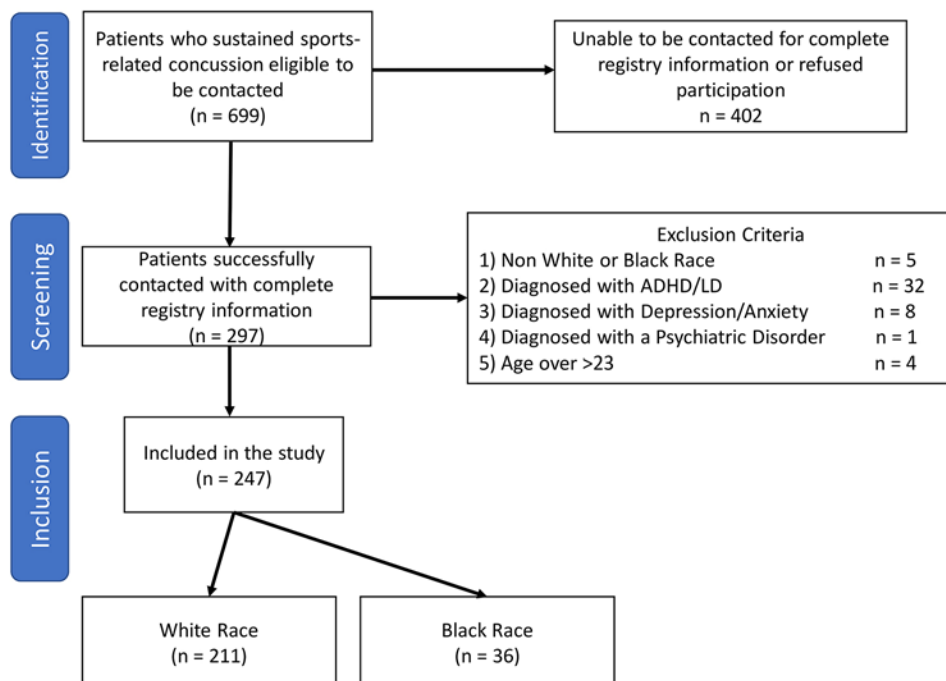 Identification
Patients who sustained sports-
related concussion eligible to
be contacted
(n = 699)
Unable to be contacted for complete
registry information or refused
participation
n = 402
Screening
Patients successfully
contacted with complete
registry information
(n = 297)
Exclusion Criteria
1) Non White or Black Race n = 5
2) Diagnosed with ADHD/LD n = 32
3) Diagnosed with Depression/Anxiety n = 8
4) Diagnosed with a Psychiatric Disorder n = 1
5) Age over >23 n = 4
Inclusion
Included in the study
(n = 247)
White Race
(n = 211)
Black Race
(n = 36)